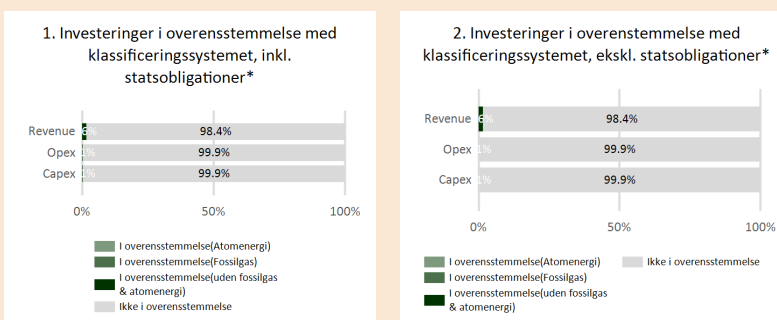 1. Investeringer i overensstemmelse med
klassificeringssystemet, inkl.
statsobligationer*
Revenue 98.4%
Opex 1% 99.9%
Capex 1% 99.9%
0% 50% 100%
I overensstemmelse(Atomenergi)
I overensstemmelse(Fossilgas)
I overensstemmelse(uden fossilgas
& atomenergi)
Ikke i overensstemmelse
2. Investeringer i overenstemmelse med
klassificeringssystemet, ekskl. statsobligationer*
Revenue 98.4%
Opex 1% 99.9%
Capex 1% 99.9%
0% 50% 100%
I overensstemmelse(Atomenergi) Ikke i overensstemmelse
I overensstemmelse(Fossilgas)
I overensstemmelse(uden fossilgas
& atomenergi)